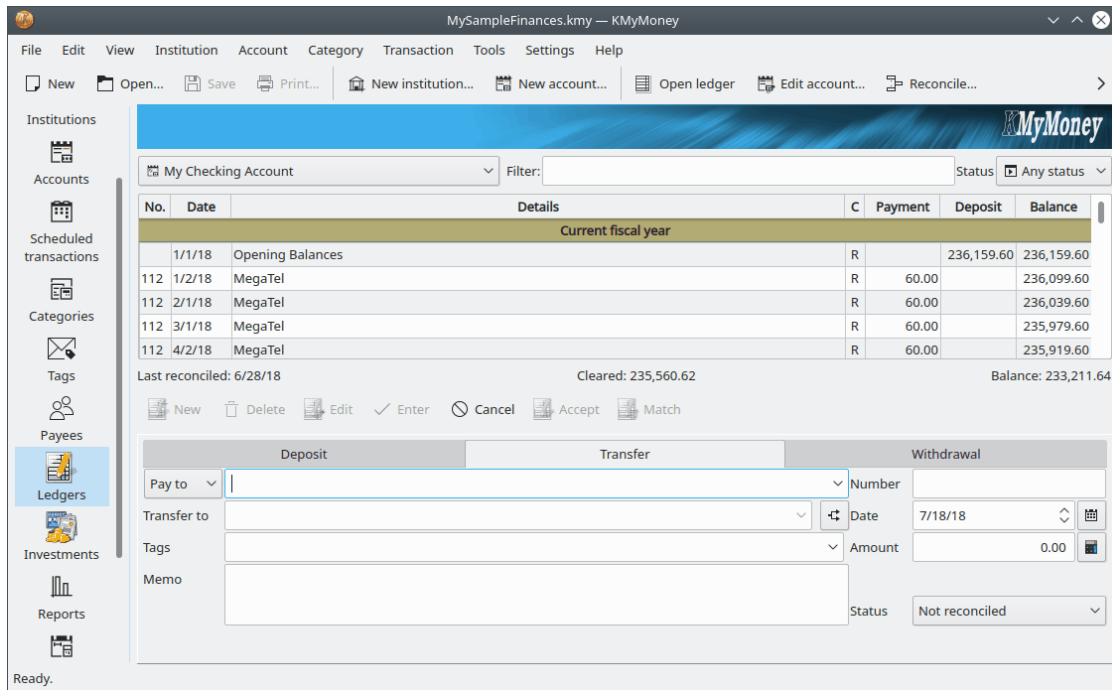 MySampleFinances.kmy — KMyMoney
File Edit View Institution Account Category Transaction Tools Settings Help
New Open... Save Print... New institution... New account... Open ledger Edit account... Reconcile...
Institutions
Accounts
Scheduled
transactions
Categories
Tags
Payees
Ledgers
Investments
Reports
KMyMoney
My Checking Account Filter: Status Any status
No. Date Details C Payment Deposit Balance
Current fiscal year
1/1/18 Opening Balances R 236,159.60 236,159.60
112 1/2/18 MegaTel R 60.00 236,099.60
112 2/1/18 MegaTel R 60.00 236,039.60
112 3/1/18 MegaTel R 60.00 235,979.60
112 4/2/18 MegaTel R 60.00 235,919.60
Last reconciled: 6/28/18 Cleared: 235,560.62 Balance: 233,211.64
New Delete Edit Enter Cancel Accept Match
Deposit Transfer Withdrawal
Pay to Number
Transfer to Date 7/18/18
Tags Amount 0.00
Memo
Status Not reconciled
Ready.